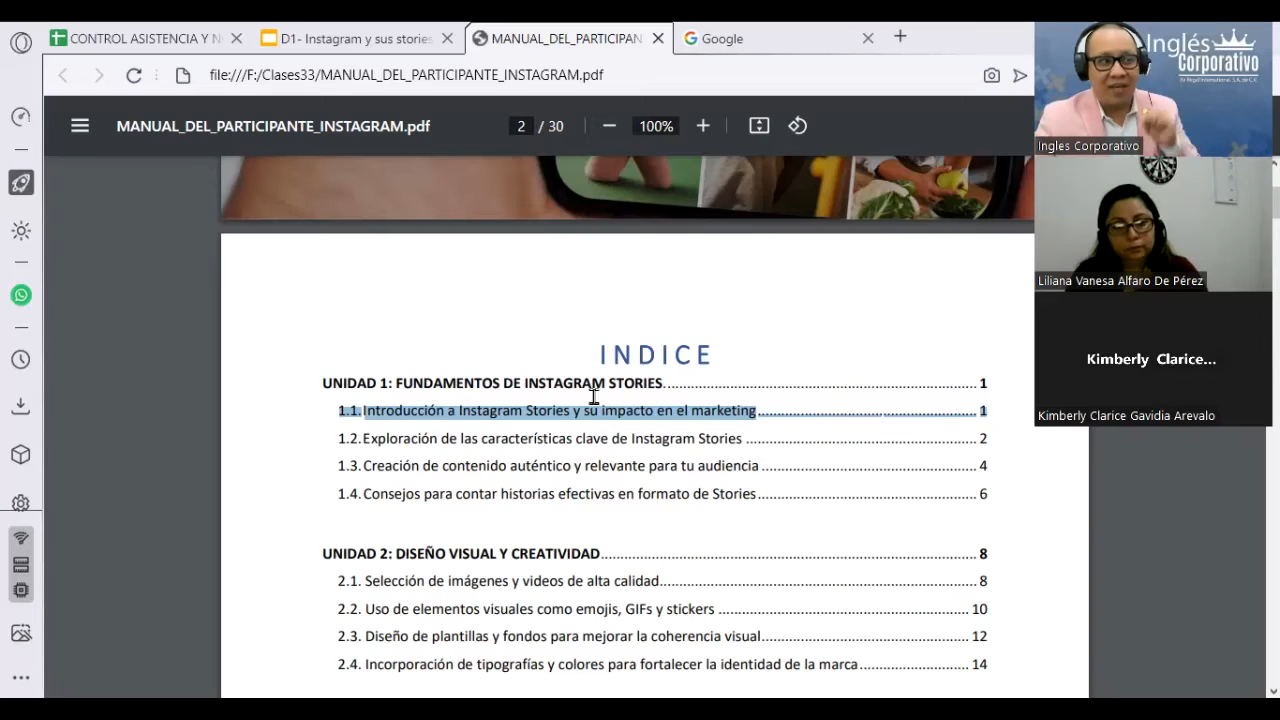 CONTROL ASISTENCIA Y N
D1- Instagram y sus stories
MANUAL_DEL_PARTICIPAN
Google
file:///F:/Clases33/MANUAL_DEL_PARTICIPANTE_INSTAGRAM.pdf
MANUAL_DEL_PARTICIPANTE_INSTAGRAM.pdf
2 / 30
100%
Inglés
Corporativo
Ingles Corporativo
Liliana Vanesa Alfaro De Pérez
Kimberly Clarice...
Kimberly Clarice Gavidia Arevalo
INDICE
UNIDAD 1: FUNDAMENTOS DE INSTAGRAM STORIES 1
1.1. Introducción a Instagram Stories y su impacto en el marketing 1
1.2. Exploración de las características clave de Instagram Stories 2
1.3. Creación de contenido auténtico y relevante para tu audiencia 4
1.4. Consejos para contar historias efectivas en formato de Stories 6
UNIDAD 2: DISEÑO VISUAL Y CREATIVIDAD 8
2.1. Selección de imágenes y videos de alta calidad 8
2.2. Uso de elementos visuales como emojis, GIFs y stickers 10
2.3. Diseño de plantillas y fondos para mejorar la coherencia visual 12
2.4. Incorporación de tipografías y colores para fortalecer la identidad de la marca 14